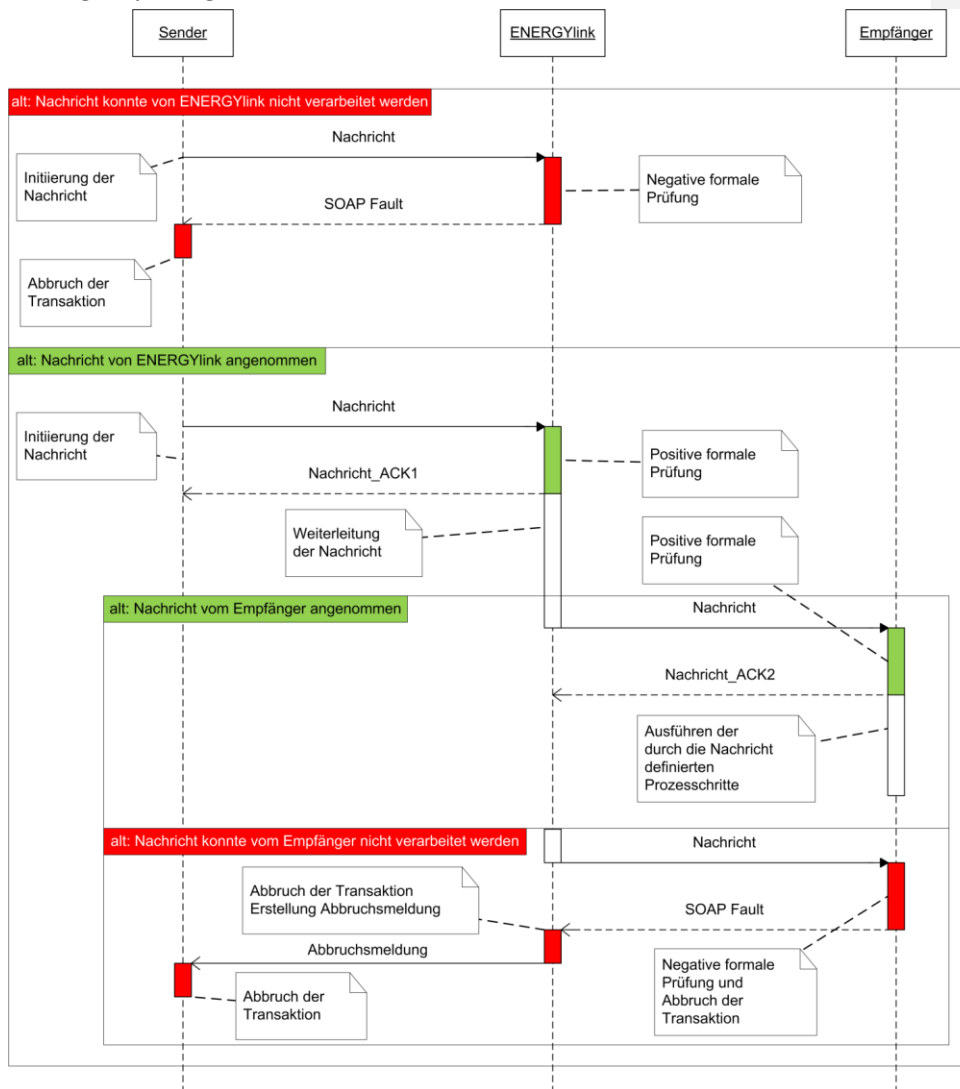 Sender
ENERGYlink
Empfänger
alt: Nachricht konnte von ENERGYlink nicht verarbeitet werden
Nachricht
Initiierung der
Nachricht
Negative formale
Prüfung
SOAP Fault
Abbruch der
Transaktion
alt: Nachricht von ENERGYlink angenommen
Nachricht
Initiierung der
Nachricht
Positive formale
Prüfung
Nachricht_ACK1
Weiterleitung
der Nachricht
Positive formale
Prüfung
alt: Nachricht vom Empfänger angenommen
Nachricht
Nachricht_ACK2
Ausführen der
durch die Nachricht
definierten
Prozesschritte
alt: Nachricht konnte vom Empfänger nicht verarbeitet werden
Nachricht
Abbruch der Transaktion
Erstellung Abbruchsmeldung
SOAP Fault
Abbruchsmeldung
Negative formale
Prüfung und
Abbruch der
Transaktion
Abbruch der
Transaktion